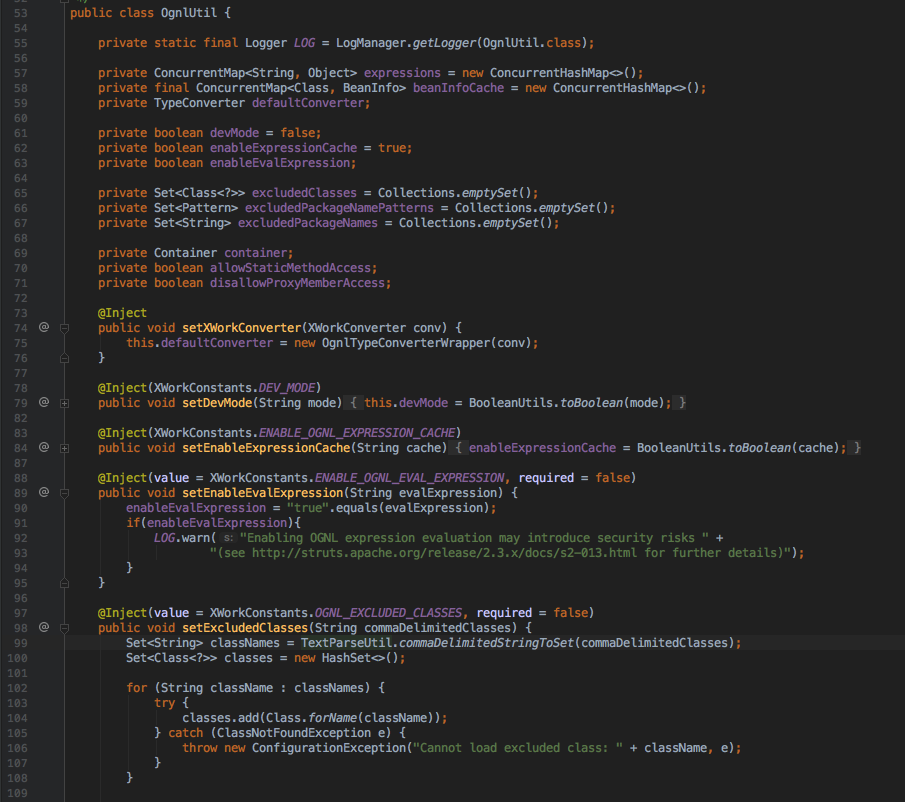 53 public class OgnlUtil {
54
55 private static final Logger LOG = LogManager.getLogger(OgnlUtil.class);
56
57 private ConcurrentMap<String, Object> expressions = new ConcurrentHashMap<>();
58 private final ConcurrentMap<Class, BeanInfo> beanInfoCache = new ConcurrentHashMap<>();
59 private TypeConverter defaultConverter;
60
61 private boolean devMode = false;
62 private boolean enableExpressionCache = true;
63 private boolean enableEvalExpression;
64
65 private Set<Class<?>> excludedClasses = Collections.emptySet();
66 private Set<Pattern> excludedPackageNamePatterns = Collections.emptySet();
67 private Set<String> excludedPackageNames = Collections.emptySet();
68
69 private Container container;
70 private boolean allowStaticMethodAccess;
71 private boolean disallowProxyMemberAccess;
72
73 @Inject
74 @ public void setXWorkConverter(XWorkConverter conv) {
75 this.defaultConverter = new OgnlTypeConverterWrapper(conv);
76 }
77
78 @Inject(XWorkConstants.DEV_MODE)
79 @ public void setDevMode(String mode) { this.devMode = BooleanUtils.toBoolean(mode); }
82
83 @Inject(XWorkConstants.ENABLE_OGNL_EXPRESSION_CACHE)
84 @ public void setEnableExpressionCache(String cache) { enableExpressionCache = BooleanUtils.toBoolean(cache); }
87
88 @Inject(value = XWorkConstants.ENABLE_OGNL_EVAL_EXPRESSION, required = false)
89 @ public void setEnableEvalExpression(String evalExpression) {
90 enableEvalExpression = "true".equals(evalExpression);
91 if(enableEvalExpression){
92 LOG.warn( s: "Enabling OGNL expression evaluation may introduce security risks " +
93 "(see http://struts.apache.org/release/2.3.x/docs/s2-013.html for further details)");
94 }
95 }
96
97 @Inject(value = XWorkConstants.OGNL_EXCLUDED_CLASSES, required = false)
98 @ public void setExcludedClasses(String commaDelimitedClasses) {
99 Set<String> classNames = TextParseUtil.commaDelimitedStringToSet(commaDelimitedClasses);
100 Set<Class<?>> classes = new HashSet<>();
101
102 for (String className : classNames) {
103 try {
104 classes.add(Class.forName(className));
105 } catch (ClassNotFoundException e) {
106 throw new ConfigurationException("Cannot load excluded class: " + className, e);
107 }
108 }
109